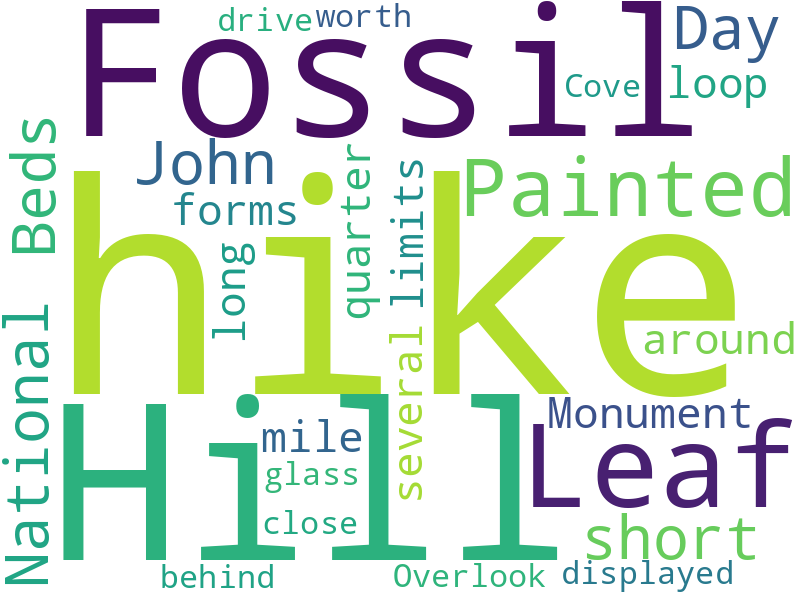 drive worth
Fossil
Day
Cove loop
Beds
John
forms
quarter
limits
Painted
long
hike
around
National
Hill
mile
several
Monument
glass
Leaf
close
short
behind
Overlook
displayed